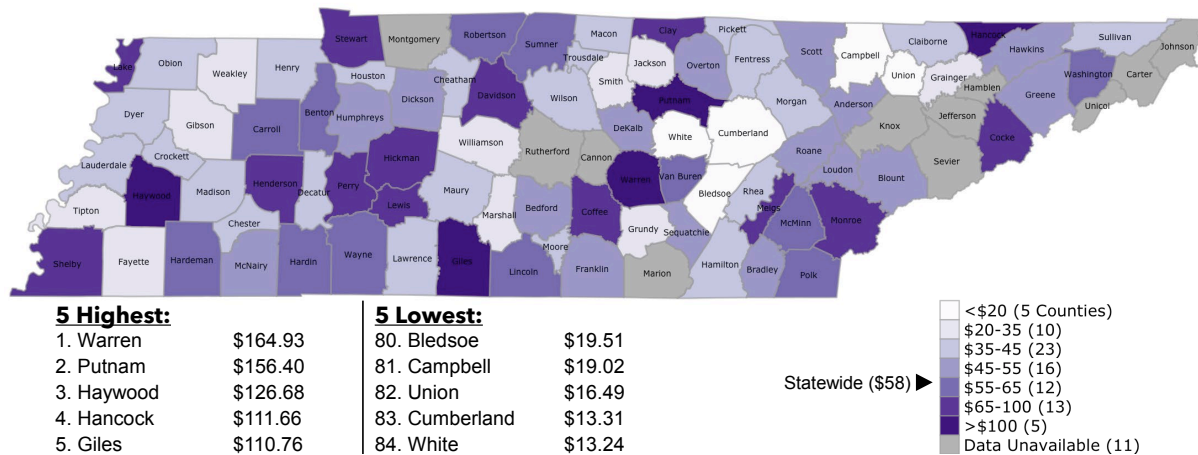 Stewart
Montgomery
Robertson
Sumner
Macon
Clay
Pickett
Scott
Campbell
Claiborne
Hancock
Hawkins
Sullivan
Johnson
Lake
Obion
Weakley
Henry
Houston
Cheatham
Trousdale
Smith
Jackson
Overton
Fentress
Union
Grainger
Hamblen
Washington
Carter
Unicoi
Greene
Dyer
Gibson
Carroll
Benton
Humphreys
Dickson
Davidson
Wilson
Putnam
Morgan
Anderson
Knox
Jefferson
Cocke
Sevier
Lauderdale
Crockett
Williamson
Rutherford
Cannon
DeKalb
White
Cumberland
Roane
Loudon
Blount
Tipton
Haywood
Madison
Henderson
Decatur
Perry
Hickman
Lewis
Maury
Marshall
Bedford
Coffee
Warren
Van Buren
Bledsoe
Rhea
Meigs
McMinn
Monroe
Shelby
Fayette
Hardeman
Chester
McNairy
Hardin
Wayne
Lawrence
Giles
Lincoln
Moore
Franklin
Grundy
Sequatchie
Marion
Hamilton
Bradley
Polk
5 Highest:
1. Warren $164.93
2. Putnam $156.40
3. Haywood $126.68
4. Hancock $111.66
5. Giles $110.76
5 Lowest:
80. Bledsoe $19.51
81. Campbell $19.02
82. Union $16.49
83. Cumberland $13.31
84. White $13.24
Statewide ($58)
<$20 (5 Counties)
$20-35 (10)
$35-45 (23)
$45-55 (16)
$55-65 (12)
$65-100 (13)
>$100 (5)
Data Unavailable (11)